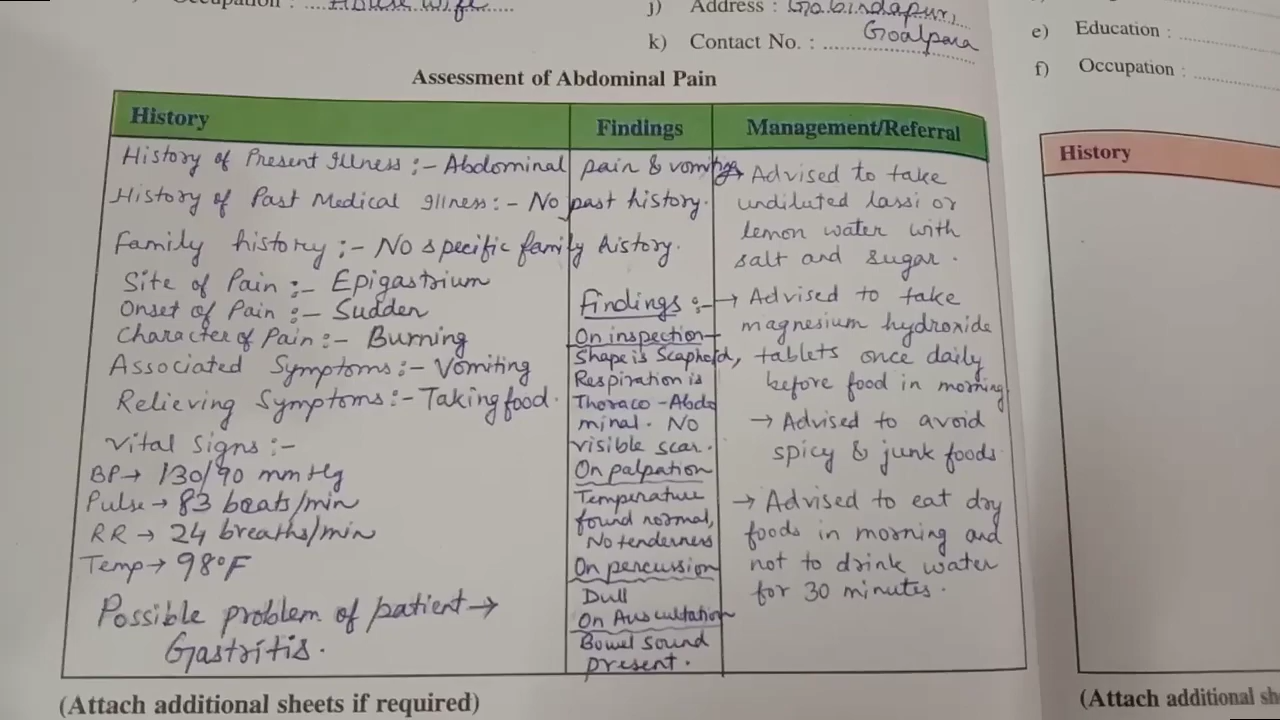 Occupation : House wife
j) Address : Gobindapur,
Goalpara
k) Contact No. :
e) Education :
f) Occupation :
Assessment of Abdominal Pain
History
Findings
Management/Referral
History of Present Illness :- Abdominal pain & vomiting
History of Past Medical Illness :- No past history.
Family history :- No specific family history.
Site of Pain :- Epigastrium
Onset of Pain :- Sudden
Character of Pain :- Burning
Associated Symptoms :- Vomiting
Relieving Symptoms :- Taking food.
Vital Signs :-
BP → 130/90 mmHg
Pulse → 83 beats/min
RR → 24 breaths/min
Temp → 98°F
Possible problem of patient →
Gastritis.
Findings :-
On inspection -
Shape is Scaphoid,
Respiration is
Thoraco-Abdo
minal. No
visible scar.
On palpation
Temperature
found normal,
No tenderness
On percussion
Dull
On Auscultation
Bowel sound
present.
→ Advised to take
undiluted lassi or
lemon water with
salt and sugar.
→ Advised to take
magnesium hydroxide
tablets once daily
before food in morning
→ Advised to avoid
spicy & junk foods
→ Advised to eat dry
foods in morning and
not to drink water
for 30 minutes.
(Attach additional sheets if required)
History
(Attach additional sh